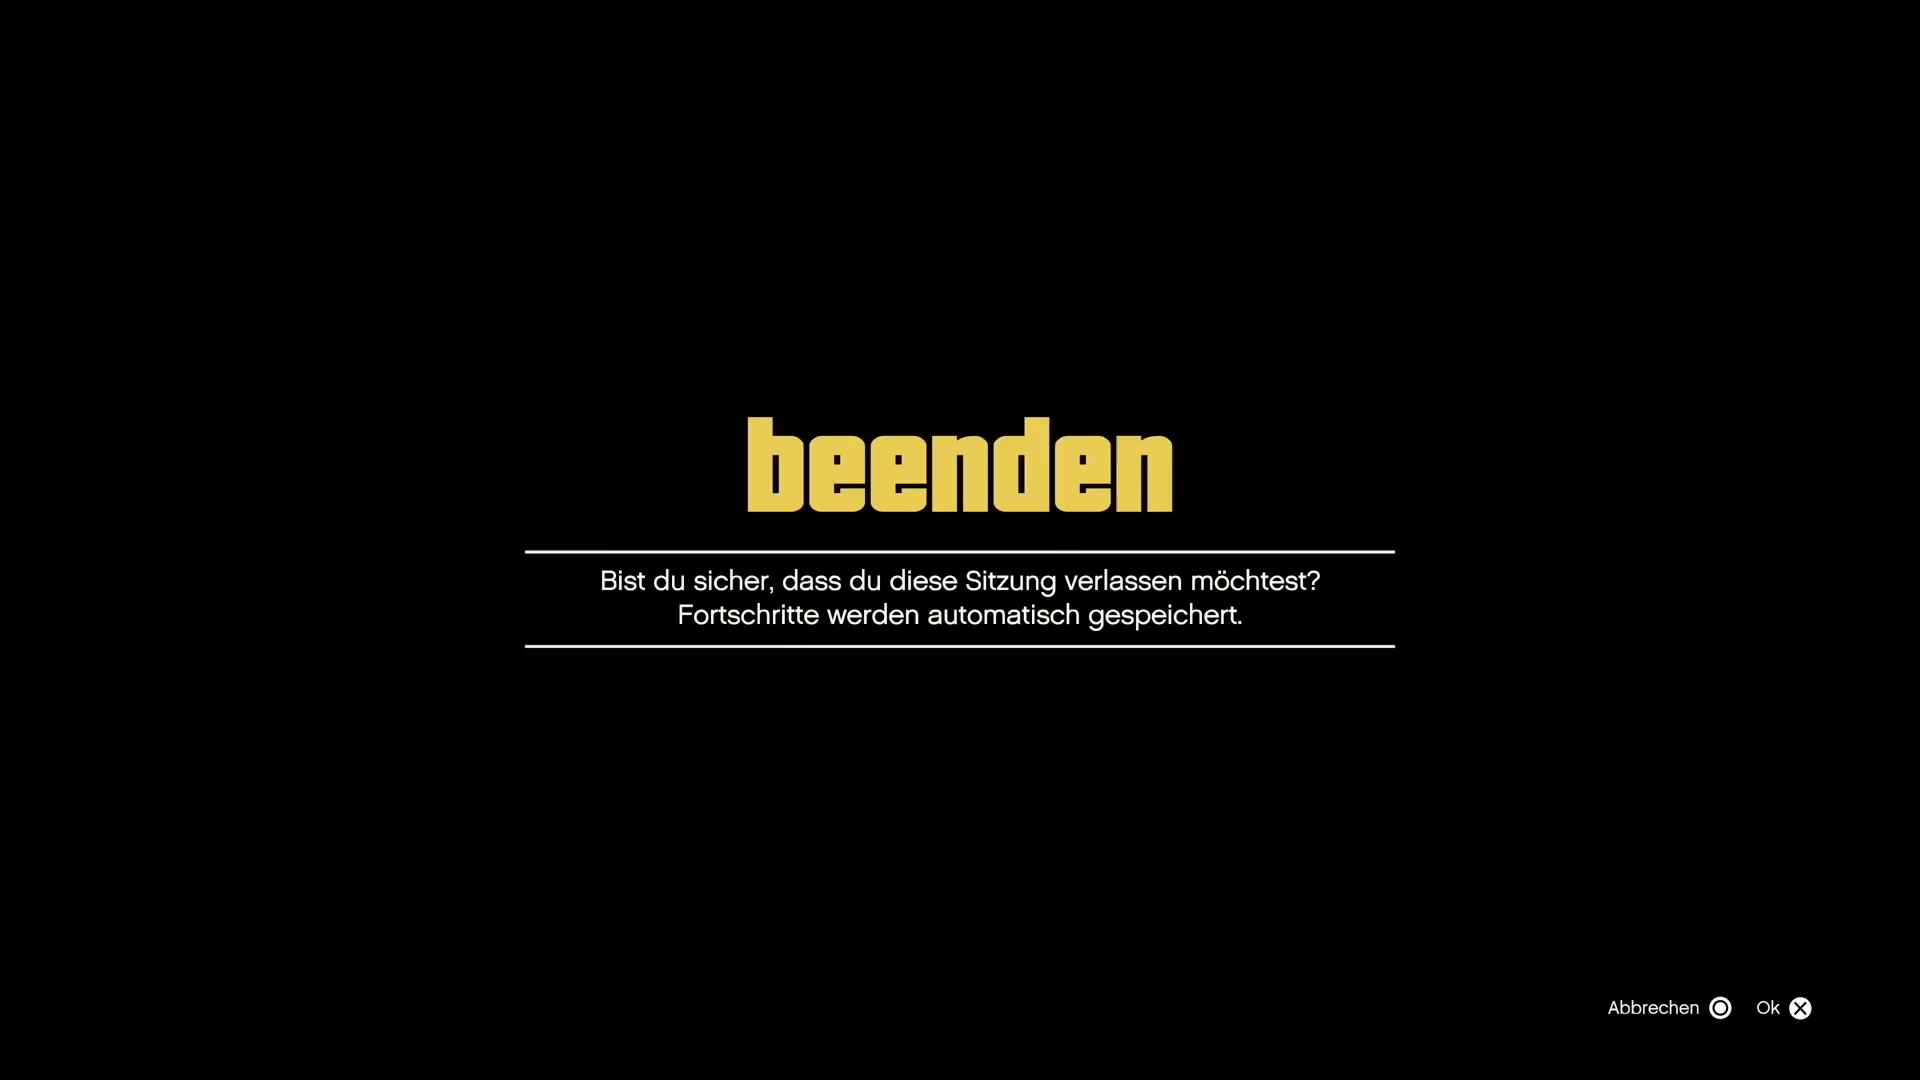 beenden
Bist du sicher, dass du diese Sitzung verlassen möchtest?
Fortschritte werden automatisch gespeichert.
Abbrechen Ok